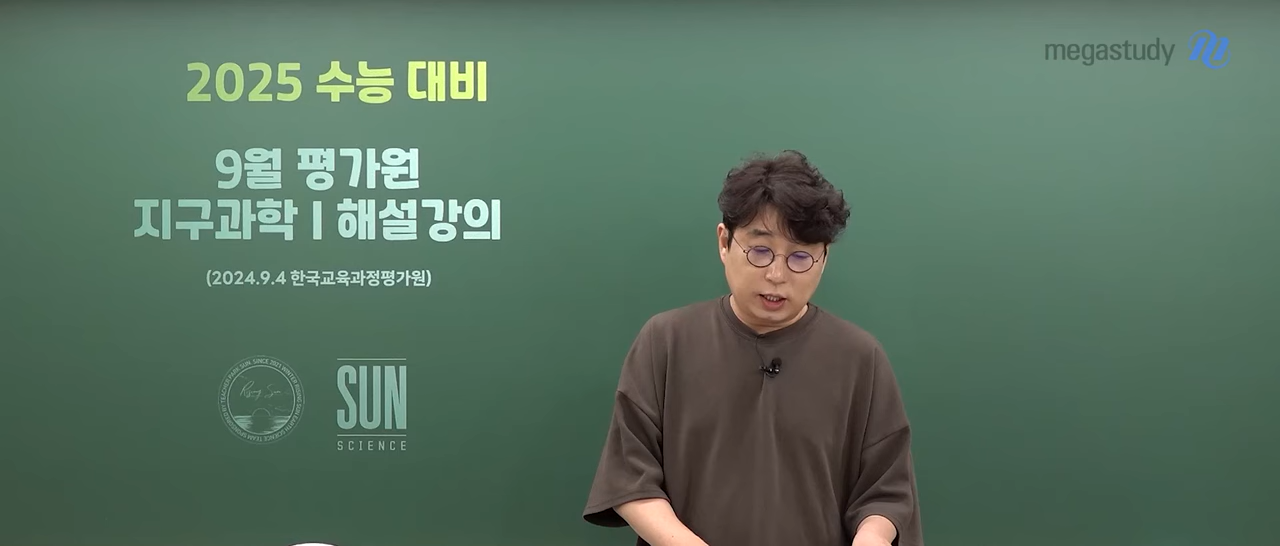 megastudy
2025 수능 대비
9월 평가원
지구과학 I 해설강의
(2024.9.4 한국교육과정평가원)
SUN
SCIENCE